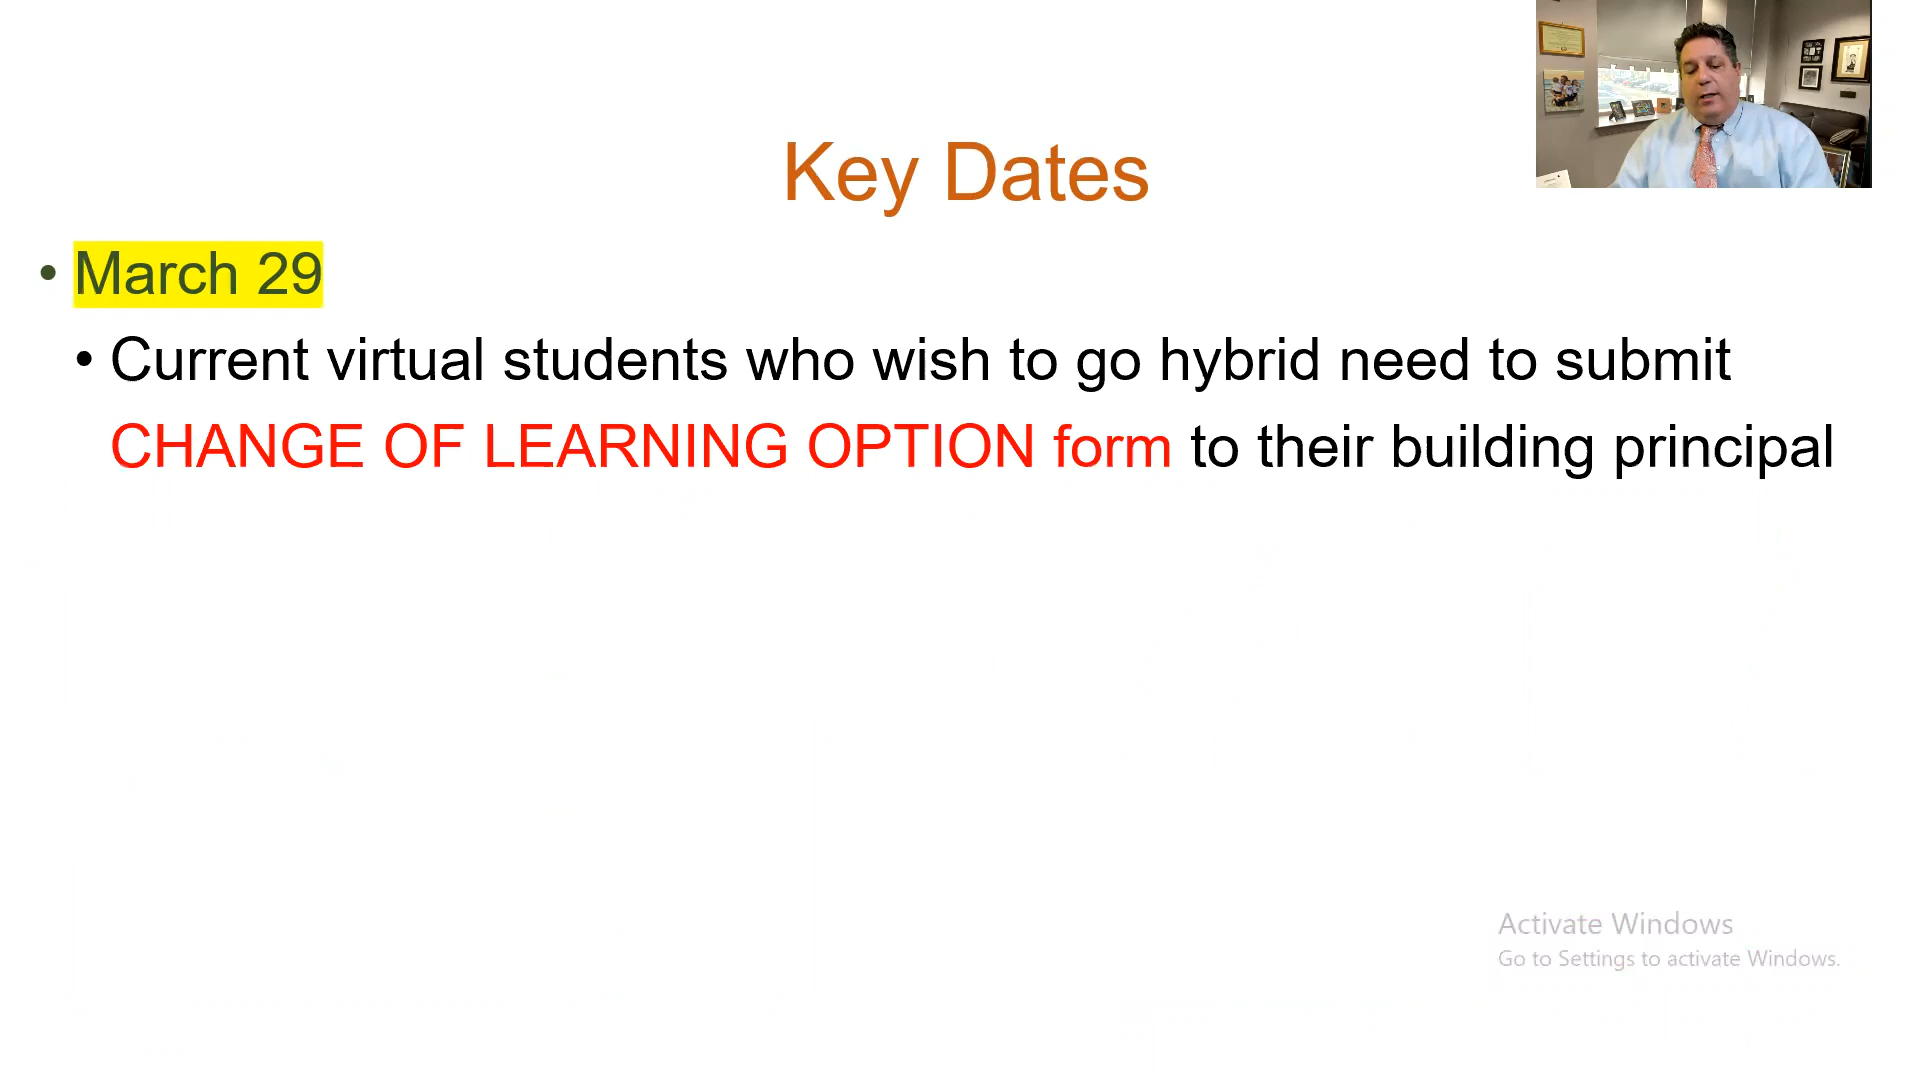 Key Dates
• March 29
• Current virtual students who wish to go hybrid need to submit
CHANGE OF LEARNING OPTION form to their building principal
Activate Windows
Go to Settings to activate Windows.